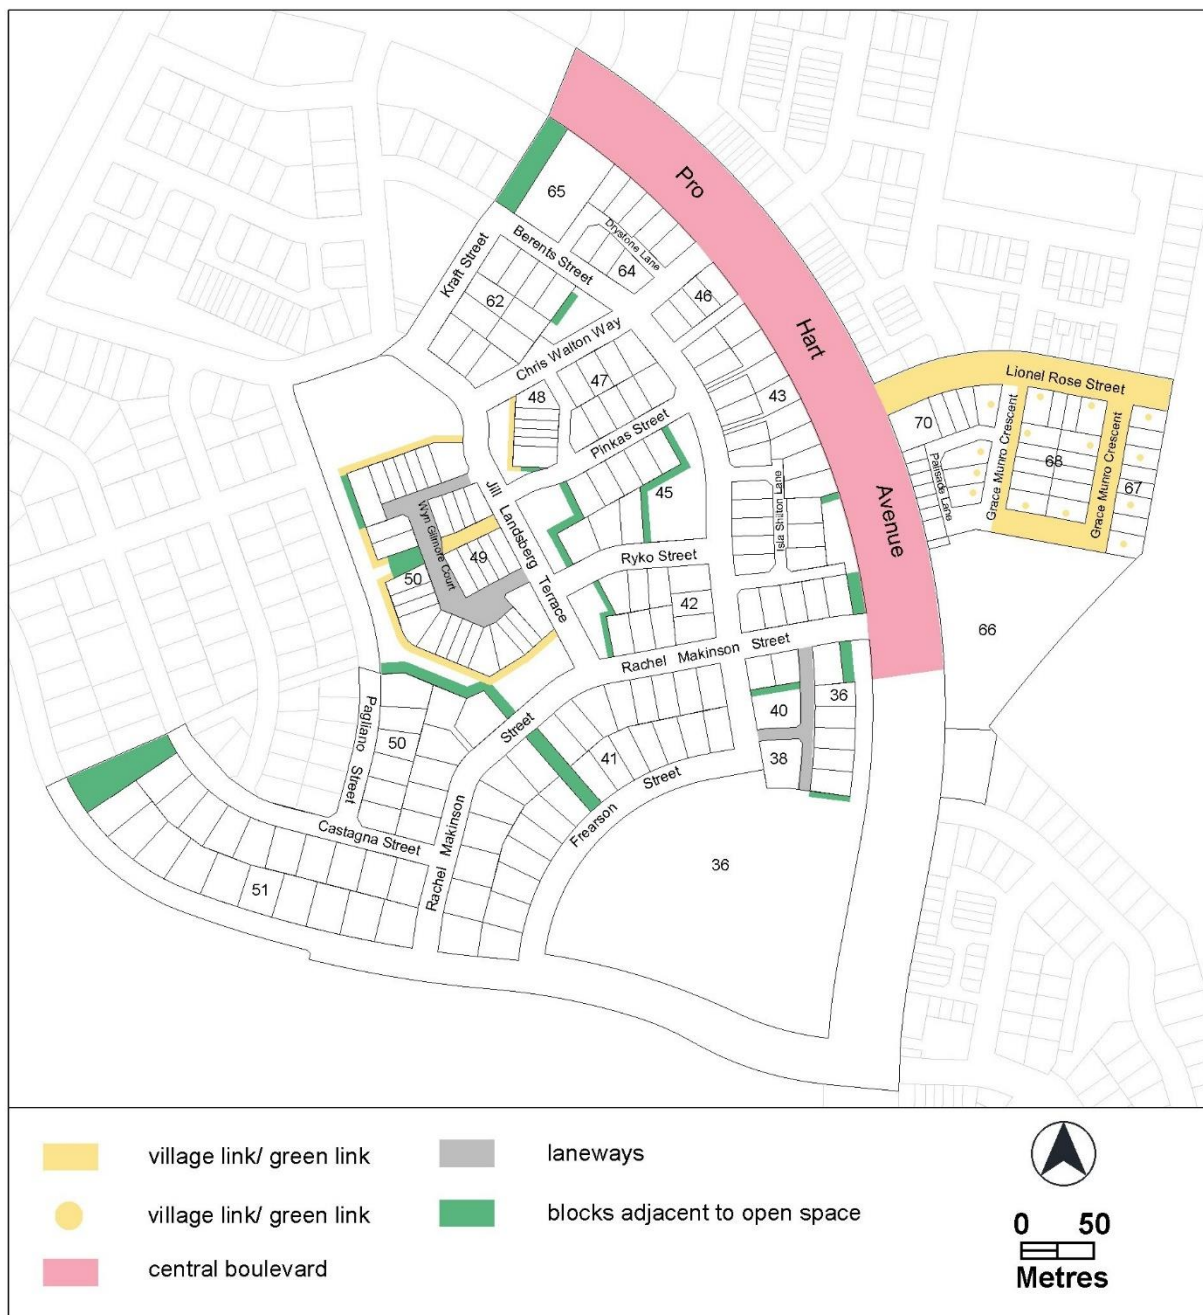 Pro
65
Drystone Lane
Berents Street
64
Kraft Street
62
46
Hart
Chris Walton Way
47
43
48
Lionel Rose Street
70
Pinkas Street
Grace Munro Crescent
68
Grace Munro Crescent
67
Palisade Lane
Jill Landsberg Terrace
45
Isla Shilton Lane
Avenue
Wyn Gilmore Court
49
50
Ryko Street
42
66
Rachel Makinson Street
36
40
38
Pagliano Street
50
Street
41
Frearson Street
Castagna Street
Rachel Makinson
36
51
village link/ green link
laneways
village link/ green link
blocks adjacent to open space
central boulevard
0 50
Metres